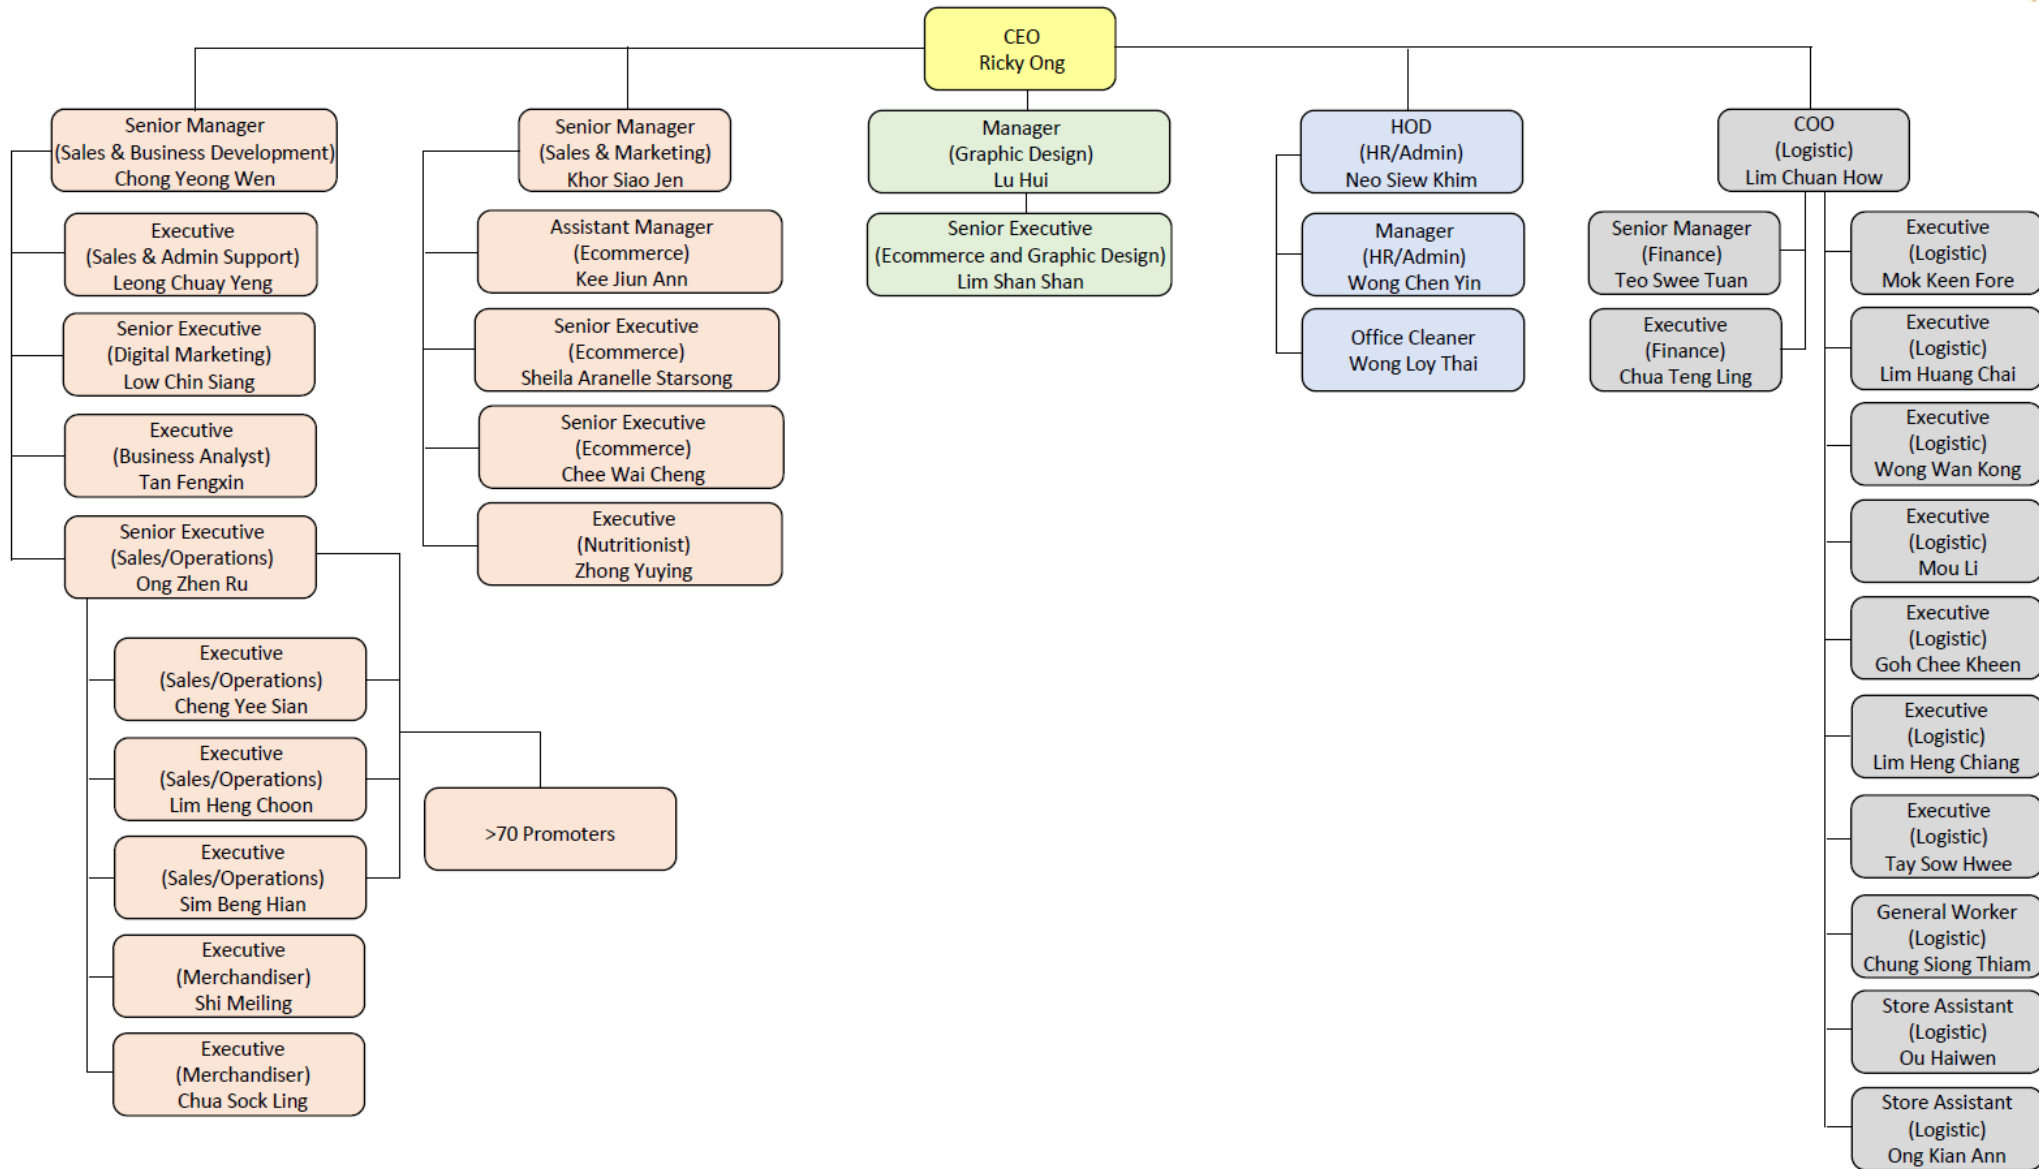 CEO
Ricky Ong
Senior Manager
(Sales & Business Development)
Chong Yeong Wen
Executive
(Sales & Admin Support)
Leong Chuay Yeng
Senior Executive
(Digital Marketing)
Low Chin Siang
Executive
(Business Analyst)
Tan Fengxin
Senior Executive
(Sales/Operations)
Ong Zhen Ru
Executive
(Sales/Operations)
Cheng Yee Sian
Executive
(Sales/Operations)
Lim Heng Choon
Executive
(Sales/Operations)
Sim Beng Hian
Executive
(Merchandiser)
Shi Meiling
Executive
(Merchandiser)
Chua Sock Ling
>70 Promoters
Senior Manager
(Sales & Marketing)
Khor Siao Jen
Assistant Manager
(Ecommerce)
Kee Jiun Ann
Senior Executive
(Ecommerce)
Sheila Aranelle Starsong
Senior Executive
(Ecommerce)
Chee Wai Cheng
Executive
(Nutritionist)
Zhong Yuying
Manager
(Graphic Design)
Lu Hui
Senior Executive
(Ecommerce and Graphic Design)
Lim Shan Shan
HOD
(HR/Admin)
Neo Siew Khim
Manager
(HR/Admin)
Wong Chen Yin
Office Cleaner
Wong Loy Thai
COO
(Logistic)
Lim Chuan How
Senior Manager
(Finance)
Teo Swee Tuan
Executive
(Finance)
Chua Teng Ling
Executive
(Logistic)
Mok Keen Fore
Executive
(Logistic)
Lim Huang Chai
Executive
(Logistic)
Wong Wan Kong
Executive
(Logistic)
Mou Li
Executive
(Logistic)
Goh Chee Kheen
Executive
(Logistic)
Lim Heng Chiang
Executive
(Logistic)
Tay Sow Hwee
General Worker
(Logistic)
Chung Siong Thiam
Store Assistant
(Logistic)
Ou Haiwen
Store Assistant
(Logistic)
Ong Kian Ann